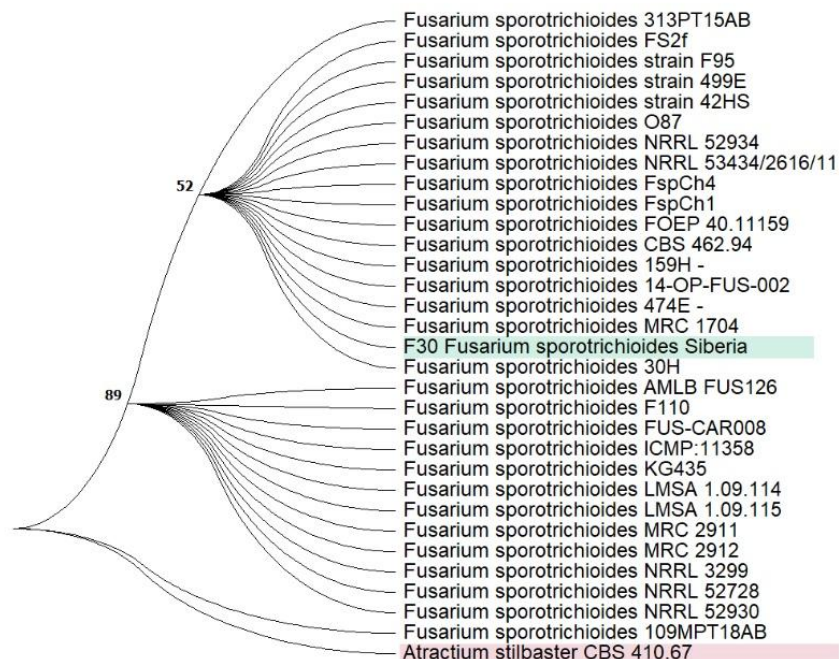 Fusarium sporotrichioides 313PT15AB
Fusarium sporotrichioides FS2f
Fusarium sporotrichioides strain F95
Fusarium sporotrichioides strain 499E
Fusarium sporotrichioides strain 42HS
Fusarium sporotrichioides O87
Fusarium sporotrichioides NRRL 52934
52
Fusarium sporotrichioides NRRL 53434/2616/11
Fusarium sporotrichioides FspCh4
Fusarium sporotrichioides FspCh1
Fusarium sporotrichioides FOEP 40.11159
Fusarium sporotrichioides CBS 462.94
Fusarium sporotrichioides 159H -
Fusarium sporotrichioides 14-OP-FUS-002
Fusarium sporotrichioides 474E -
Fusarium sporotrichioides MRC 1704
F30 Fusarium sporotrichioides Siberia
Fusarium sporotrichioides 30H
89
Fusarium sporotrichioides AMLB FUS126
Fusarium sporotrichioides F110
Fusarium sporotrichioides FUS-CAR008
Fusarium sporotrichioides ICMP:11358
Fusarium sporotrichioides KG435
Fusarium sporotrichioides LMSA 1.09.114
Fusarium sporotrichioides LMSA 1.09.115
Fusarium sporotrichioides MRC 2911
Fusarium sporotrichioides MRC 2912
Fusarium sporotrichioides NRRL 3299
Fusarium sporotrichioides NRRL 52728
Fusarium sporotrichioides NRRL 52930
Fusarium sporotrichioides 109MPT18AB
Atractium stilbaster CBS 410.67